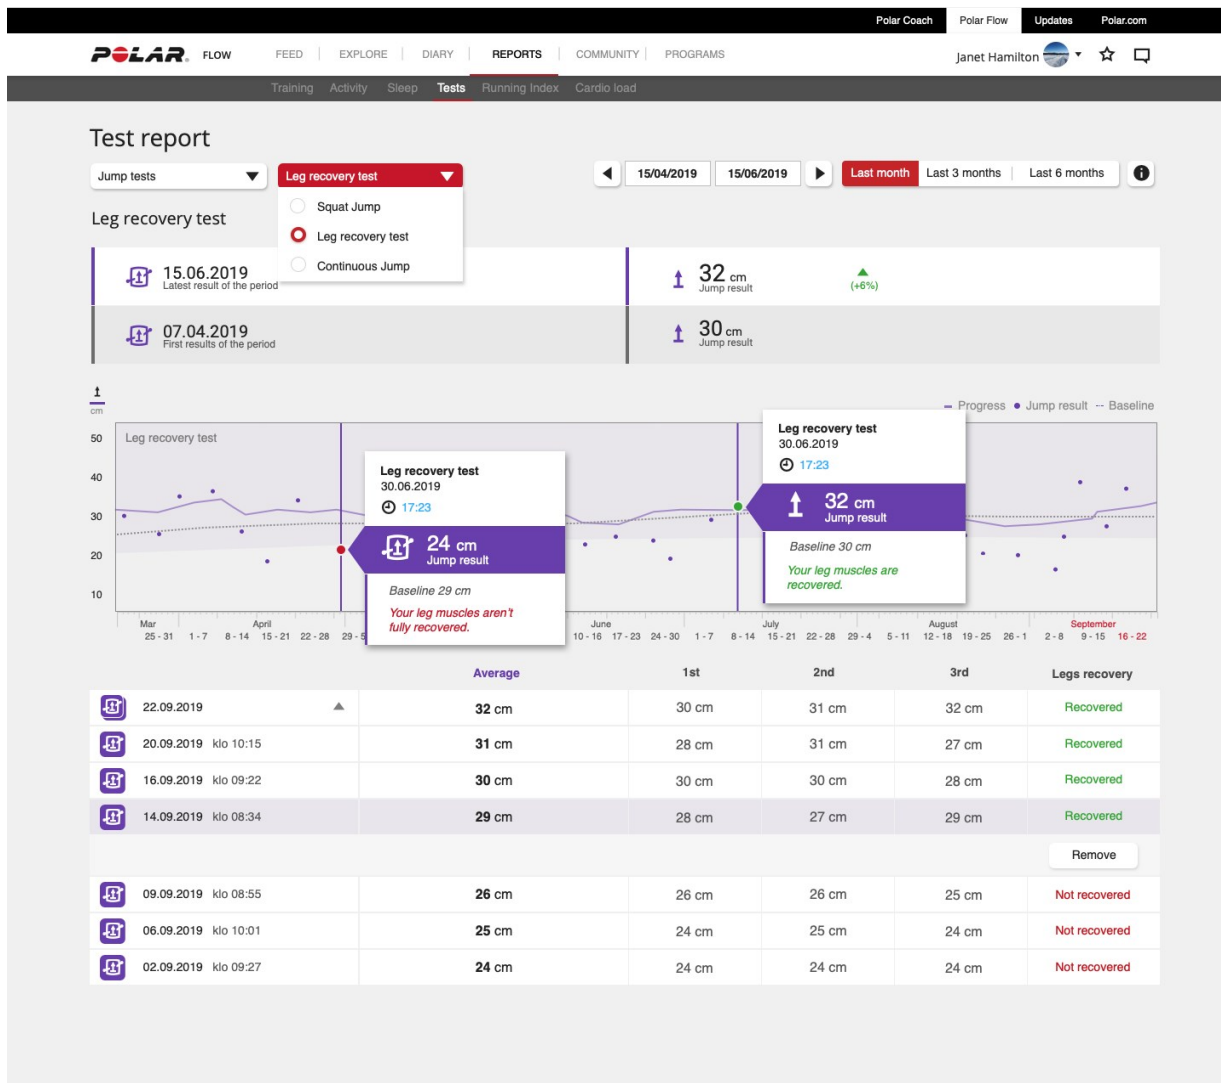 Polar Coach Polar Flow Updates Polar.com
POLAR. FLOW FEED EXPLORE DIARY REPORTS COMMUNITY PROGRAMS Janet Hamilton
Training Activity Sleep Tests Running Index Cardio load
Test report
Jump tests Leg recovery test 15/04/2019 15/06/2019 Last month Last 3 months Last 6 months i
Squat Jump
Leg recovery test
Leg recovery test
Continuous Jump
15.06.2019
Latest result of the period
32 cm
Jump result
(+6%)
07.04.2019
First results of the period
30 cm
Jump result
cm
Progress Jump result Baseline
50
40
30
20
10
Leg recovery test
Leg recovery test
30.06.2019
17:23
24 cm
Jump result
Baseline 29 cm
Your leg muscles aren't
fully recovered.
Leg recovery test
30.06.2019
17:23
32 cm
Jump result
Baseline 30 cm
Your leg muscles are
recovered.
Mar April June July August September
25 - 31 1 - 7 8 - 14 15 - 21 22 - 28 29 - 5 10 - 16 17 - 23 24 - 30 1 - 7 8 - 14 15 - 21 22 - 28 29 - 4 5 - 11 12 - 18 19 - 25 26 - 1 2 - 8 9 - 15 16 - 22
Average 1st 2nd 3rd Legs recovery
22.09.2019 32 cm 30 cm 31 cm 32 cm Recovered
20.09.2019 klo 10:15 31 cm 28 cm 31 cm 27 cm Recovered
16.09.2019 klo 09:22 30 cm 30 cm 30 cm 28 cm Recovered
14.09.2019 klo 08:34 29 cm 28 cm 27 cm 29 cm Recovered
Remove
09.09.2019 klo 08:55 26 cm 26 cm 26 cm 25 cm Not recovered
06.09.2019 klo 10:01 25 cm 24 cm 25 cm 24 cm Not recovered
02.09.2019 klo 09:27 24 cm 24 cm 24 cm 24 cm Not recovered